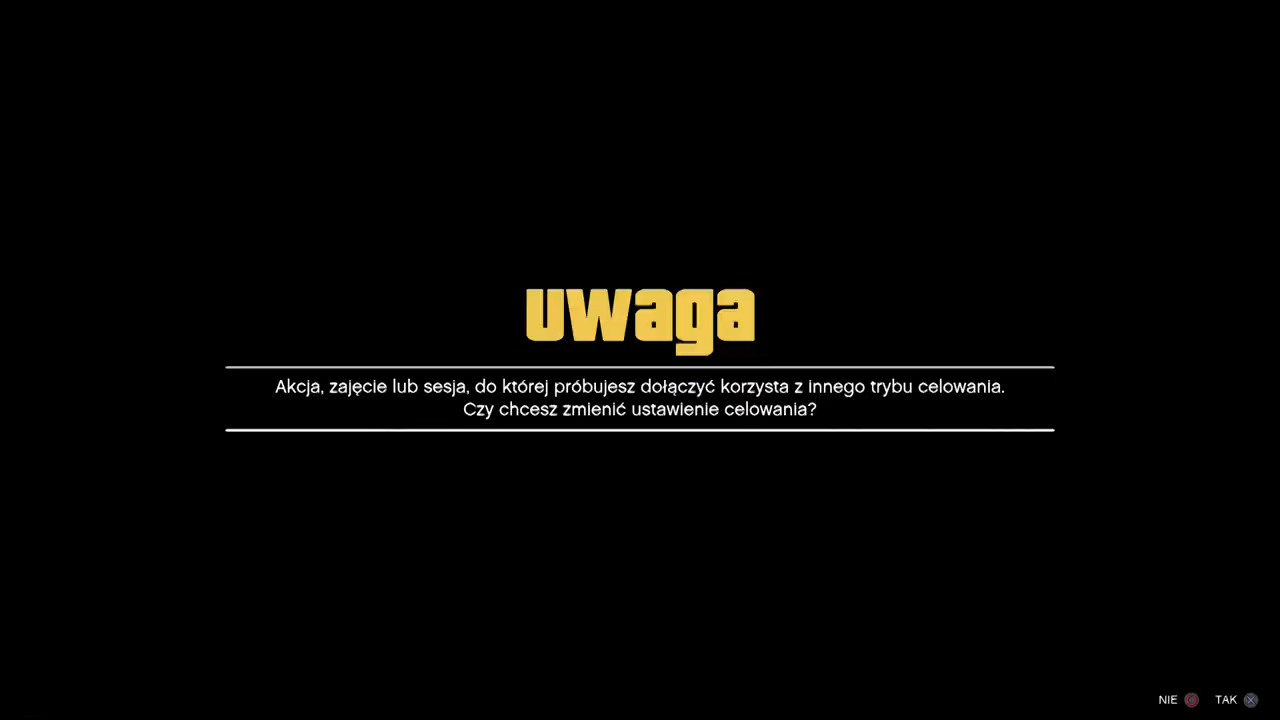 uwaga
Akcja, zajęcie lub sesja, do której próbujesz dołączyć korzysta z innego trybu celowania.
Czy chcesz zmienić ustawienie celowania?
NIE TAK